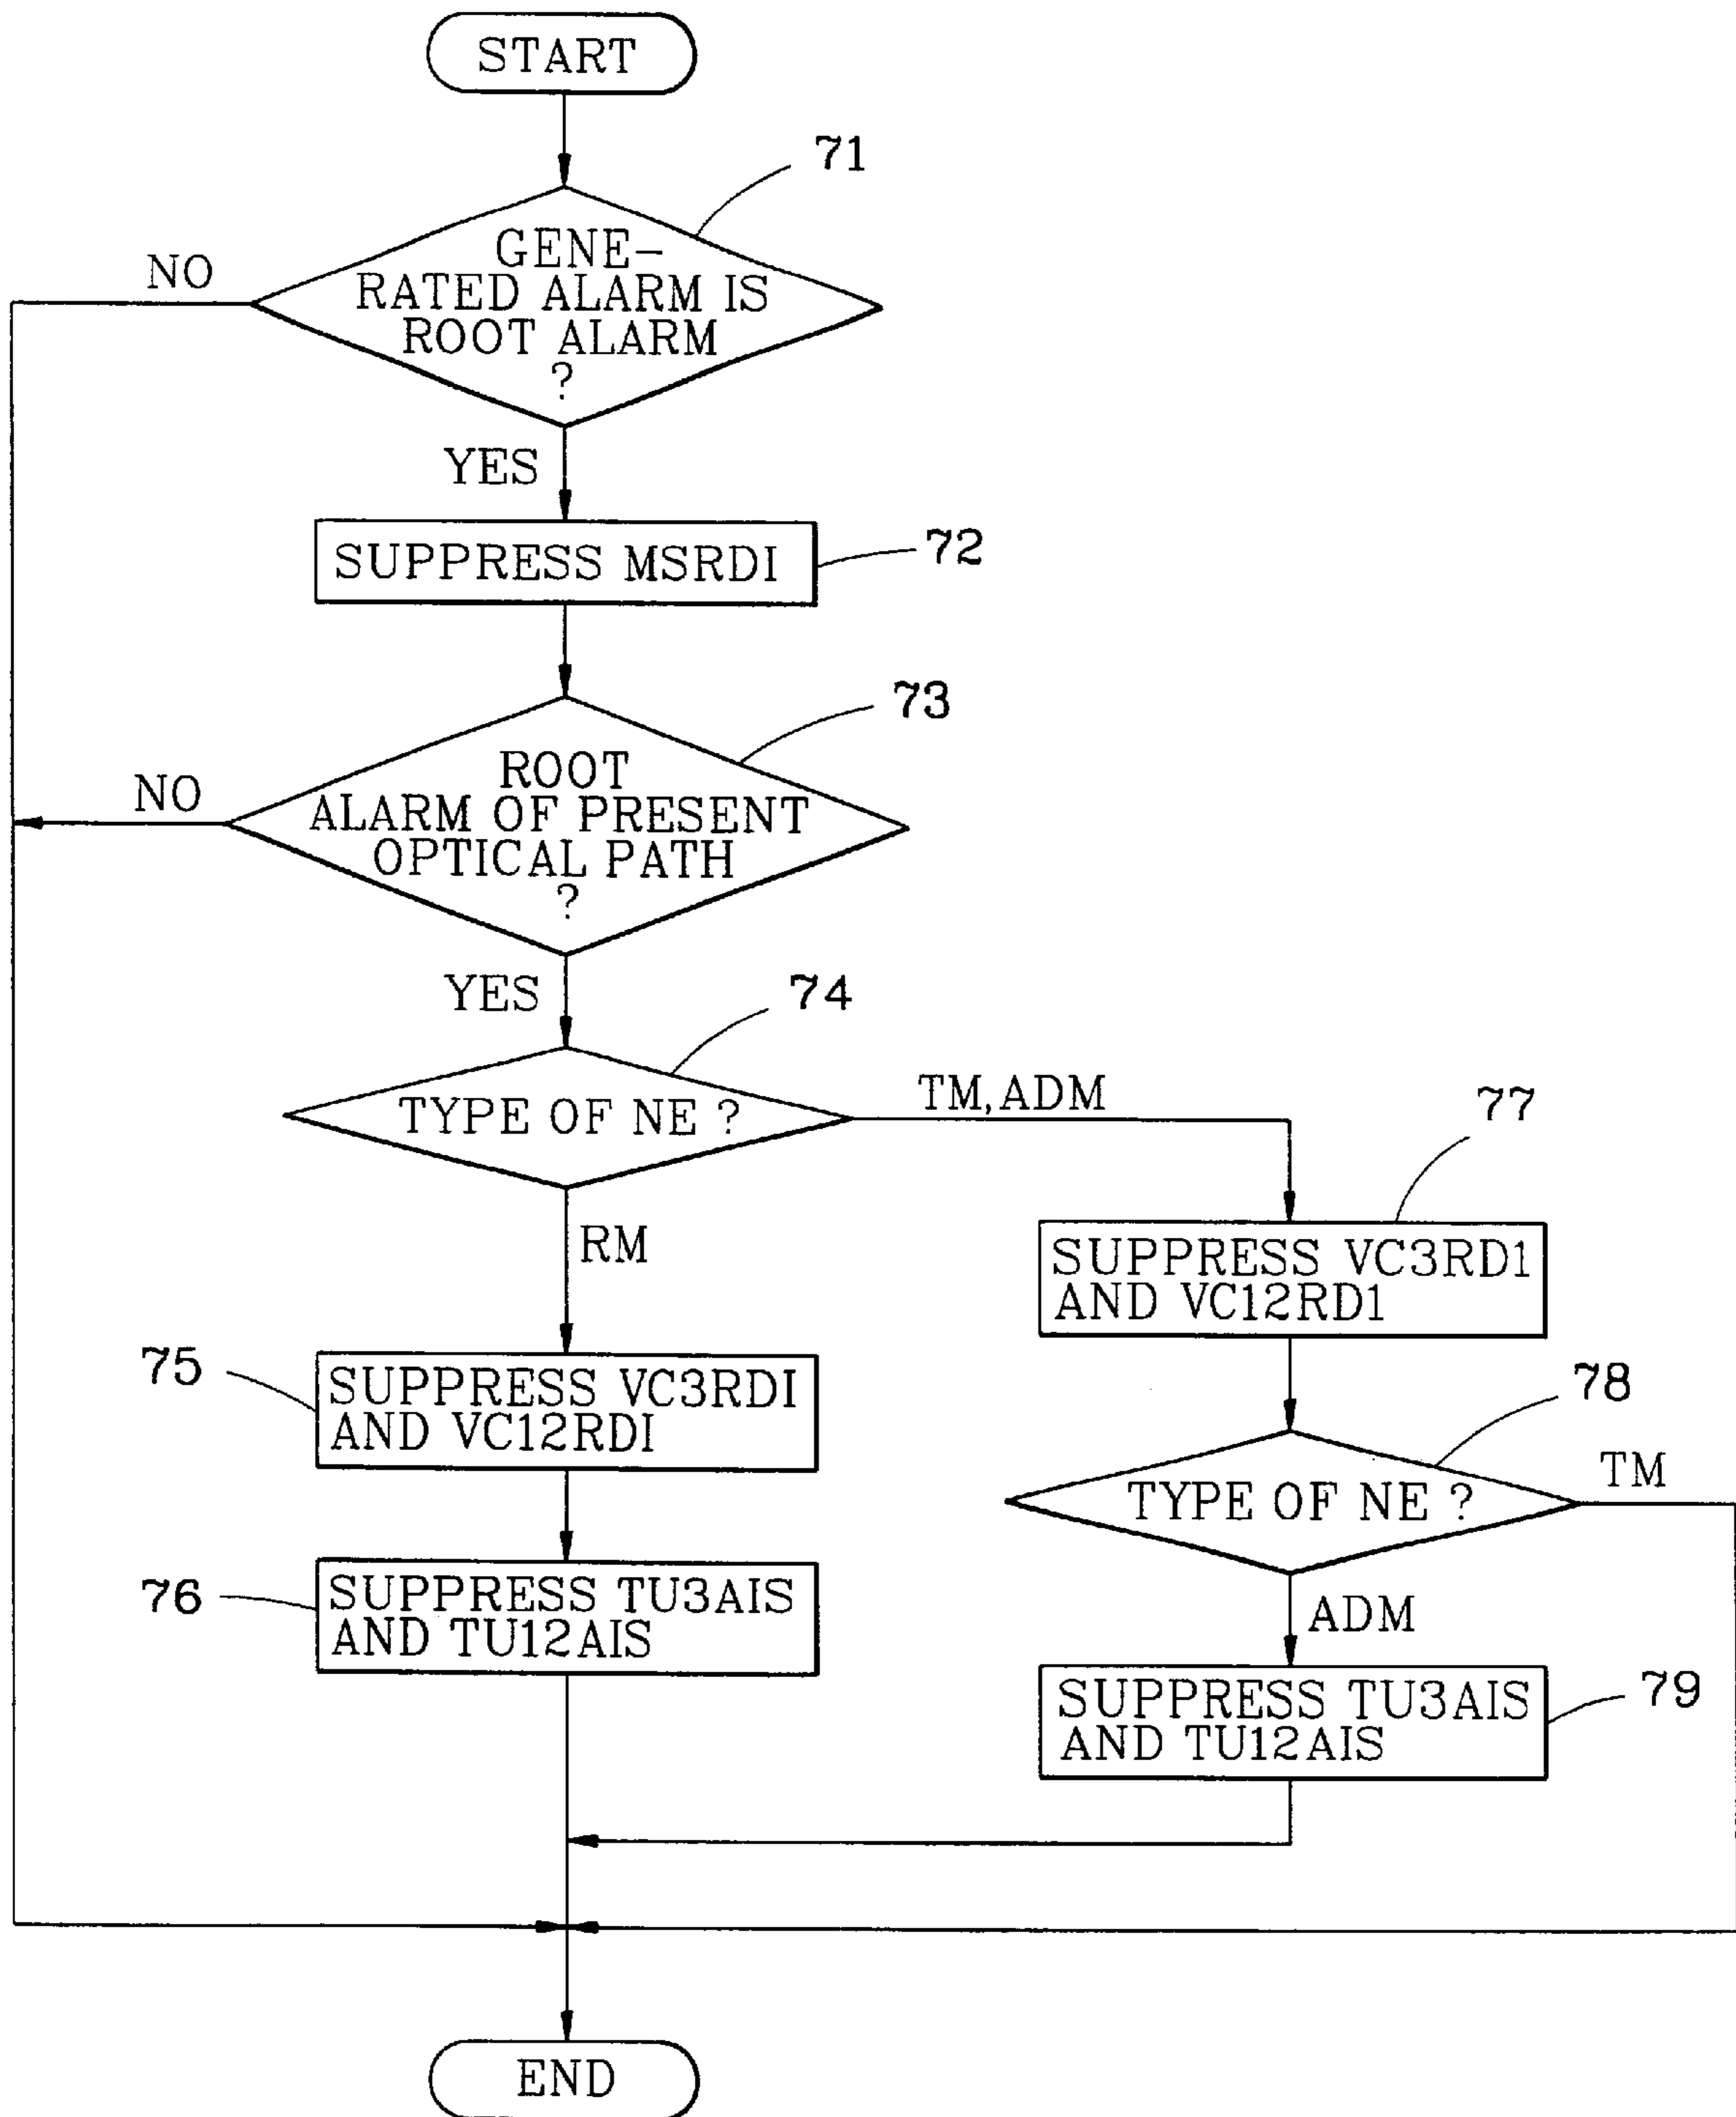 START
71
GENE-
RATED ALARM IS
ROOT ALARM
?
NO
YES
SUPPRESS MSRDI
72
73
ROOT
ALARM OF PRESENT
OPTICAL PATH
?
NO
YES
74
TYPE OF NE ?
TM, ADM
77
RM
SUPPRESS VC3RD1
AND VC12RD1
75
SUPPRESS VC3RDI
AND VC12RDI
78
TYPE OF NE ?
TM
76
SUPPRESS TU3AIS
AND TU12AIS
ADM
SUPPRESS TU3AIS
AND TU12AIS
79
END